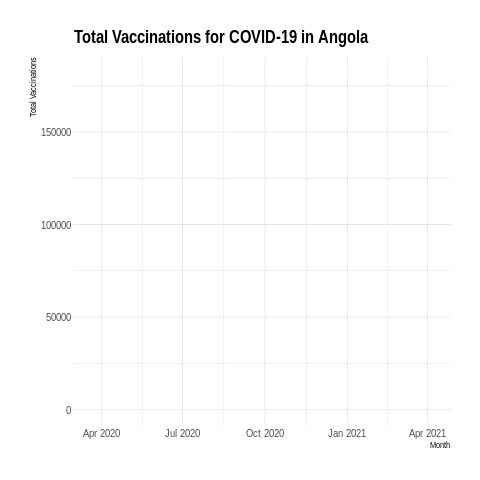 Total Vaccinations for COVID-19 in Angola
Total Vaccinations
150000
100000
50000
0
Apr 2020 Jul 2020 Oct 2020 Jan 2021 Apr 2021
Month